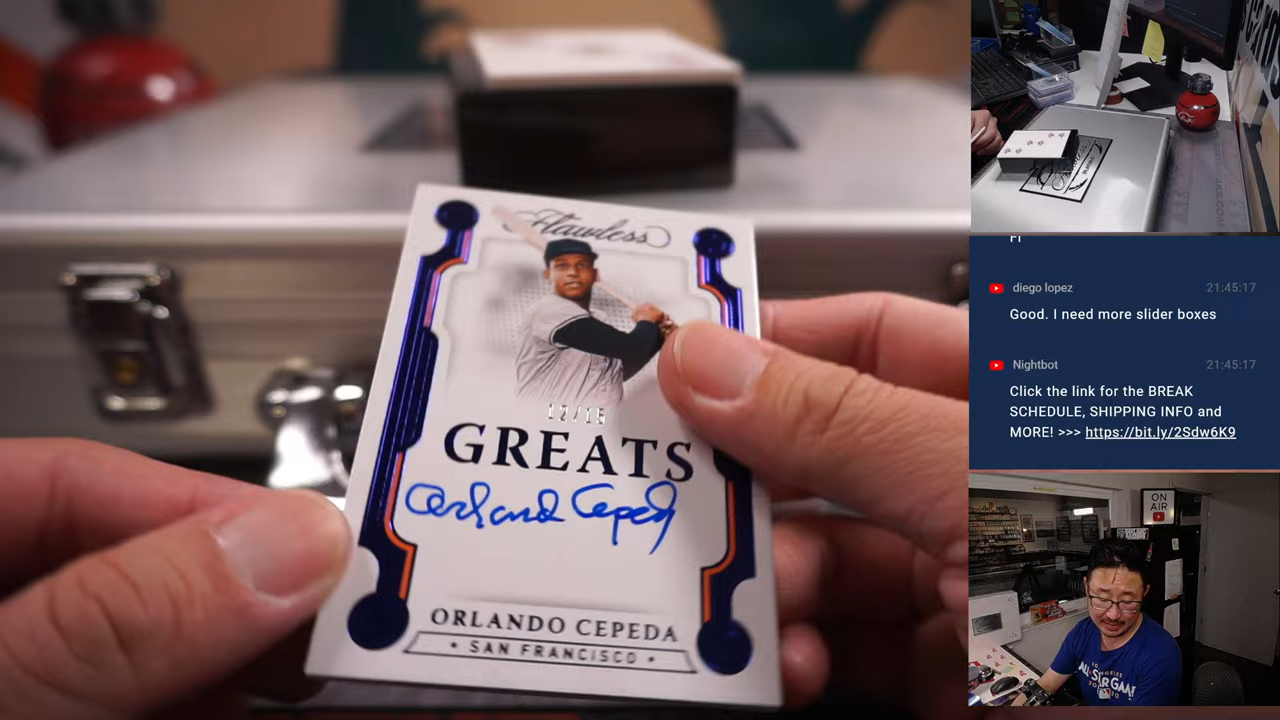 Flawless
12/15
GREATS
Orlando Cepeda
ORLANDO CEPEDA
• SAN FRANCISCO •
diego lopez 21:45:17
Good. I need more slider boxes
Nightbot 21:45:17
Click the link for the BREAK
SCHEDULE, SHIPPING INFO and
MORE! >>> https://bit.ly/2Sdw6K9
ON
AIR